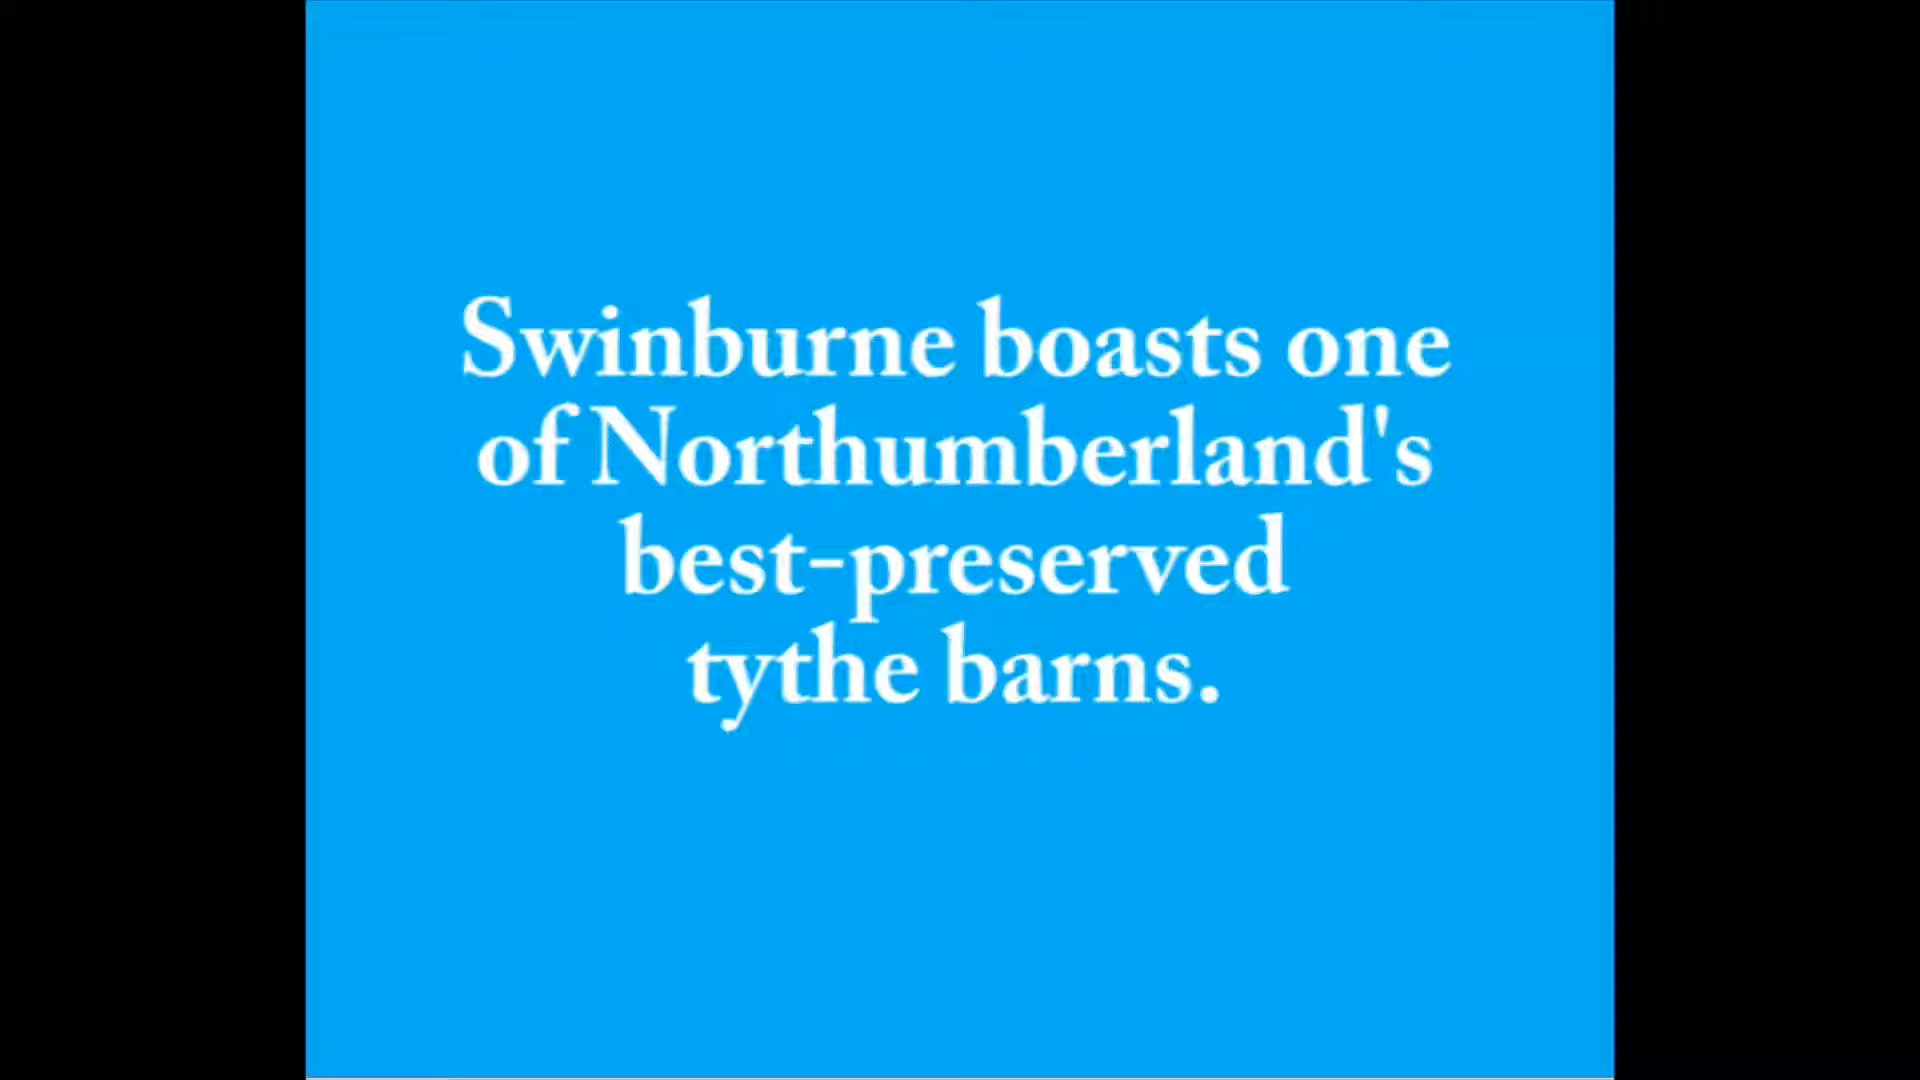 Swinburne boasts one
of Northumberland's
best-preserved
tythe barns.